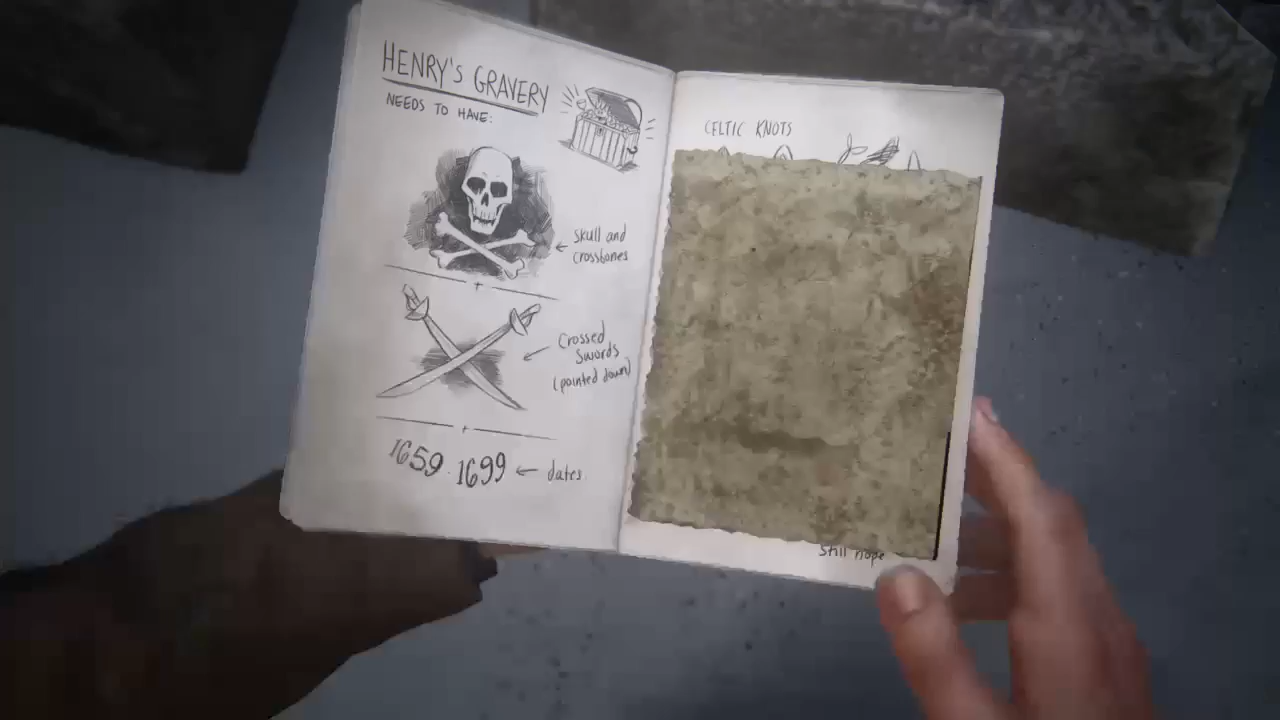 HENRY'S GRAVERY
NEEDS TO HAVE:
skull and
crossbones
Crossed
Swords
(pointed down)
1659 - 1699
dates
CELTIC KNOTS
Still nope